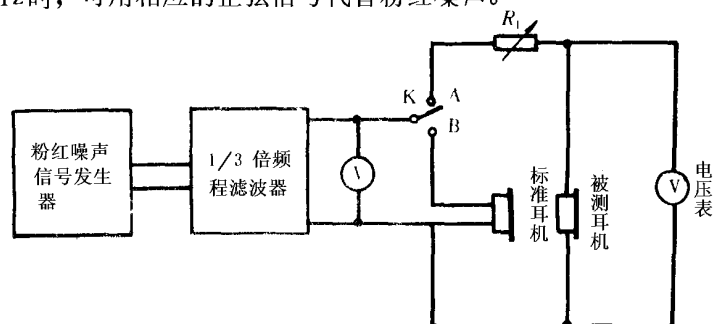 时,可用相应的正弦信号代替粉红噪声。
R₁
K A
B
粉红噪声
信号发生
器
1/3 倍频
程滤波器
标准耳机
被测耳机
V
电压表